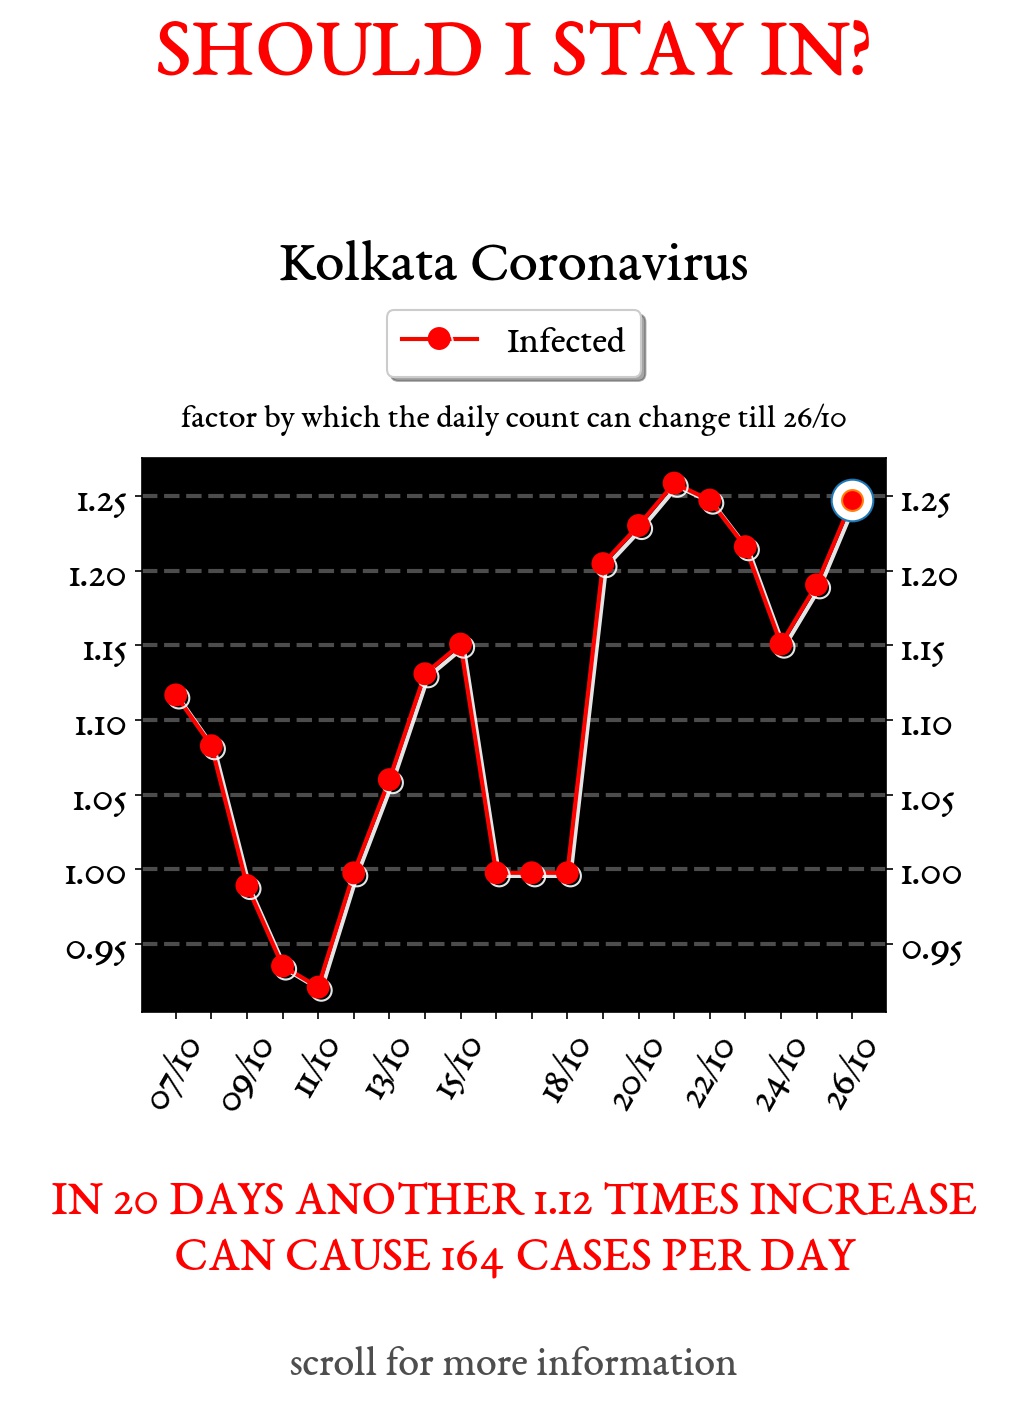 SHOULD I STAY IN?
Kolkata Coronavirus
Infected
factor by which the daily count can change till 26/10
1.25 1.25
1.20 1.20
1.15 1.15
1.10 1.10
1.05 1.05
1.00 1.00
0.95 0.95
07/10 09/10 11/10 13/10 15/10 18/10 20/10 22/10 24/10 26/10
IN 20 DAYS ANOTHER 1.12 TIMES INCREASE
CAN CAUSE 164 CASES PER DAY
scroll for more information